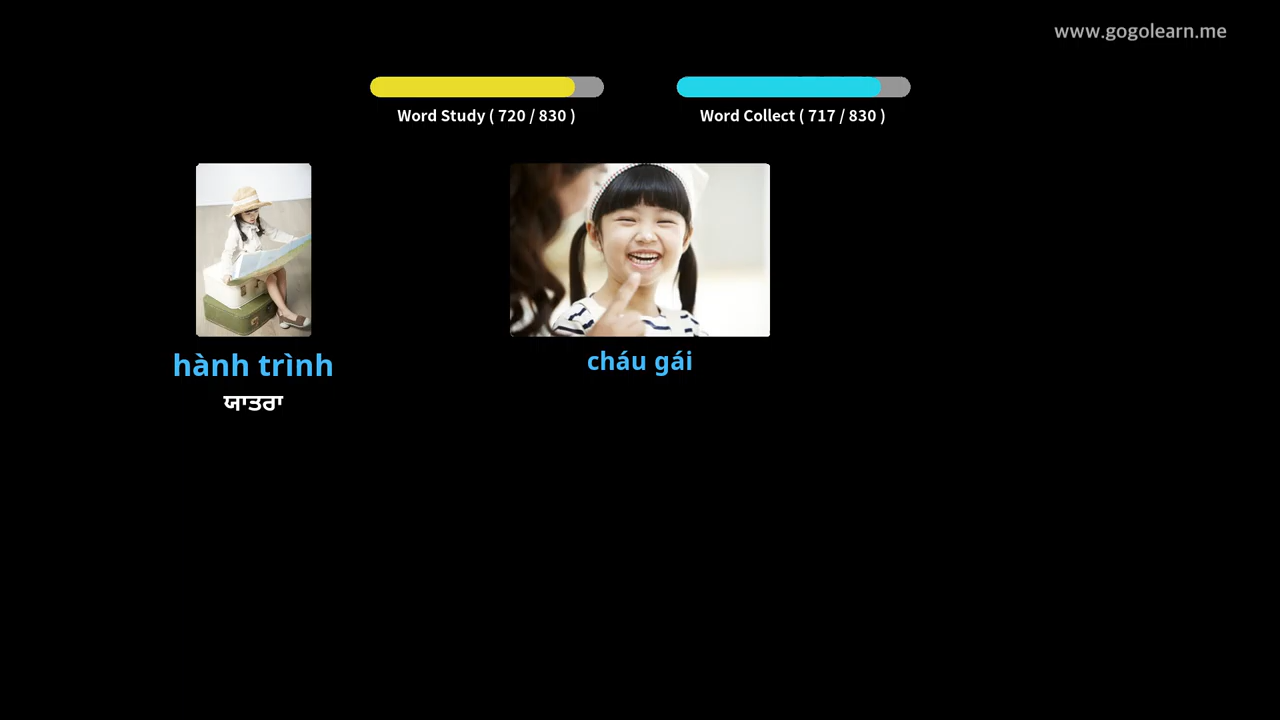 www.gogolearn.me
Word Study ( 720 / 830 )
Word Collect ( 717 / 830 )
hành trình
ਯਾਤਰਾ
cháu gái